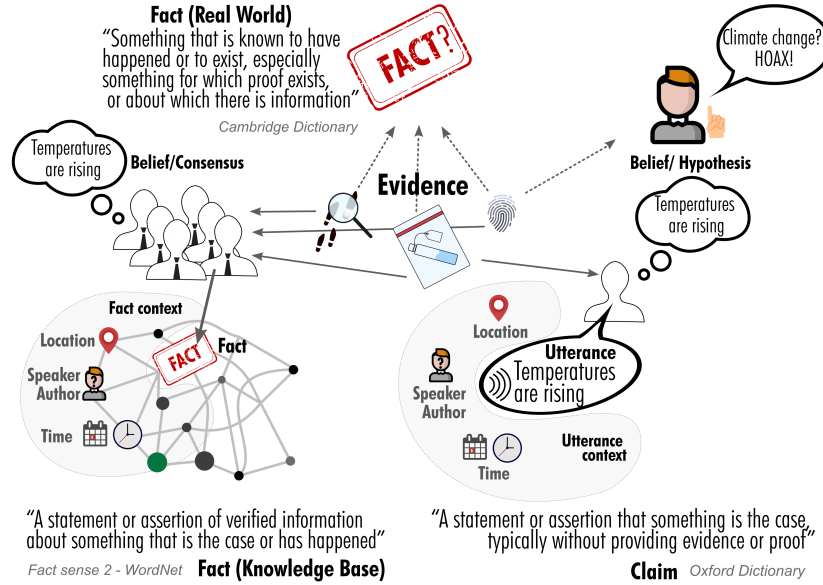 Fact (Real World)
“Something that is known to have
happened or to exist, especially
something for which proof exists,
or about which there is information”
Cambridge Dictionary
FACT?
Climate change?
HOAX!
Belief/ Hypothesis
Temperatures
are rising
Belief/Consensus
Evidence
Temperatures
are rising
Fact context
Location
Speaker
Author
Time
FACT
Fact
Location
Speaker
Author
Time
Utterance
Temperatures
are rising
Utterance
context
“A statement or assertion of verified information
about something that is the case or has happened”
Fact sense 2 - WordNet
Fact (Knowledge Base)
“A statement or assertion that something is the case,
typically without providing evidence or proof”
Claim
Oxford Dictionary